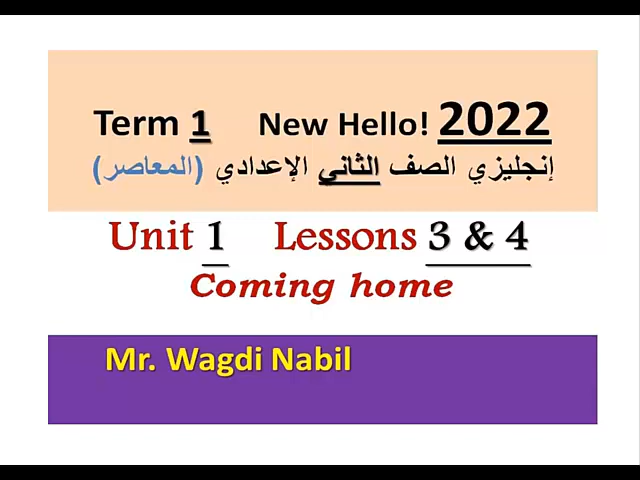 Term 1 New Hello! 2022
إنجليزي الصف الثاني الإعدادي (المعاصر)
Unit 1 Lessons 3 & 4
Coming home
Mr. Wagdi Nabil